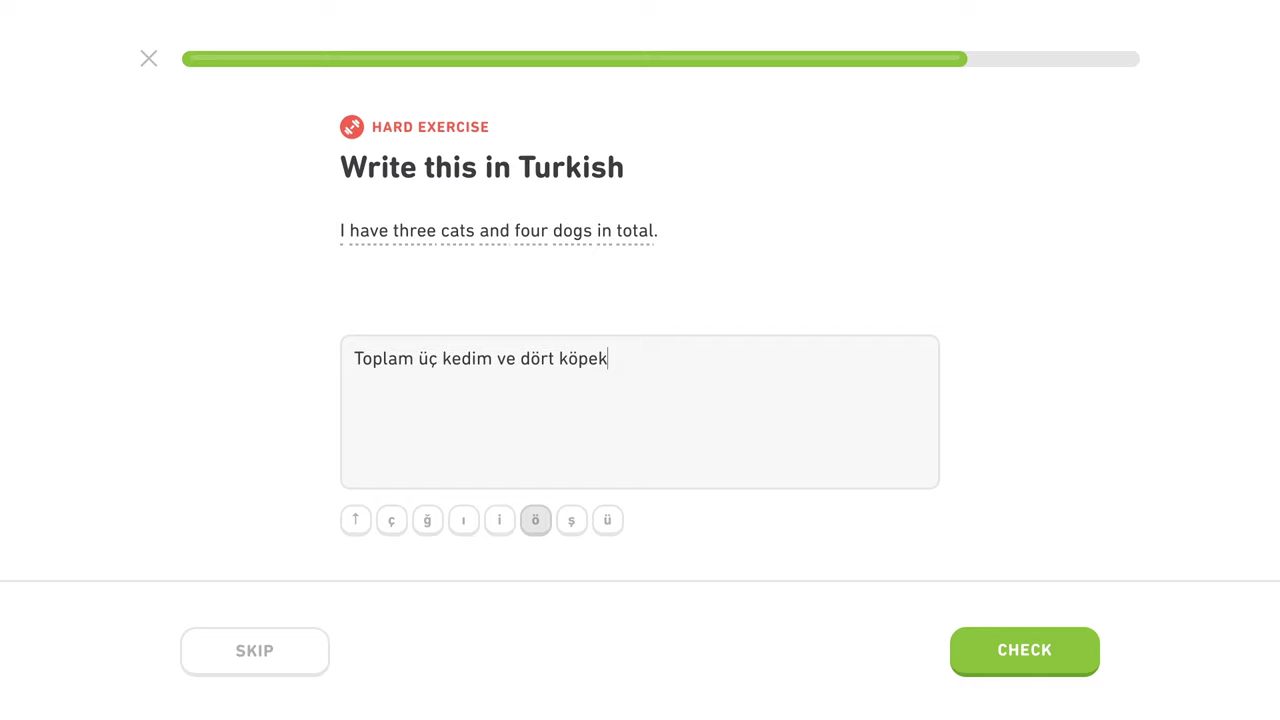 HARD EXERCISE
Write this in Turkish
I have three cats and four dogs in total.
Toplam üç kedim ve dört köpek
↑ ç ğ ı i ö ş ü
SKIP
CHECK